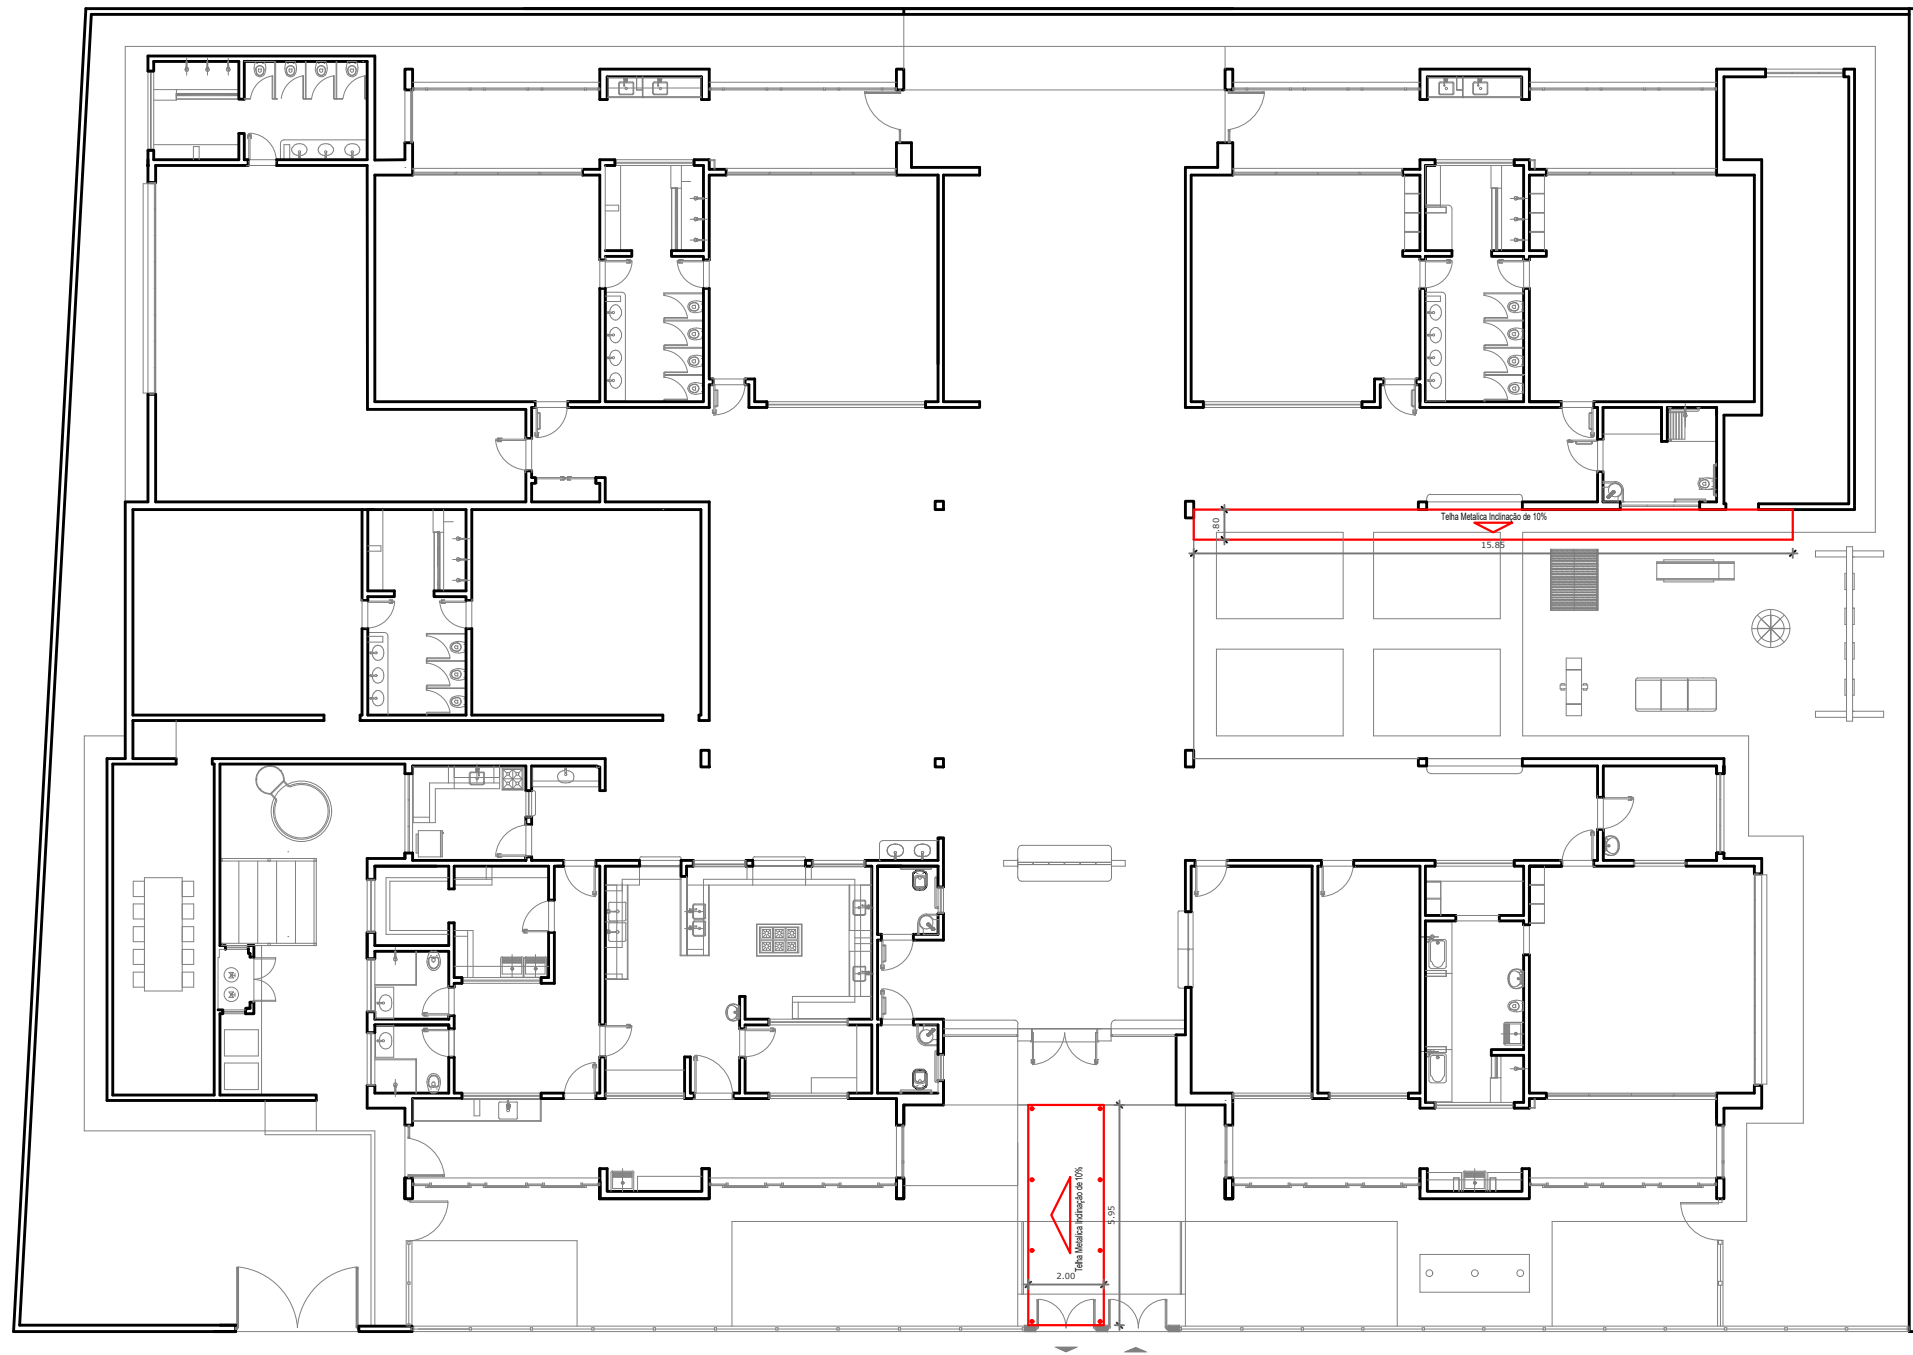 Telha Metalica Inclinação de 10%
.80
15.85
Telha Metalica Inclinação de 10%
5.95
2.00